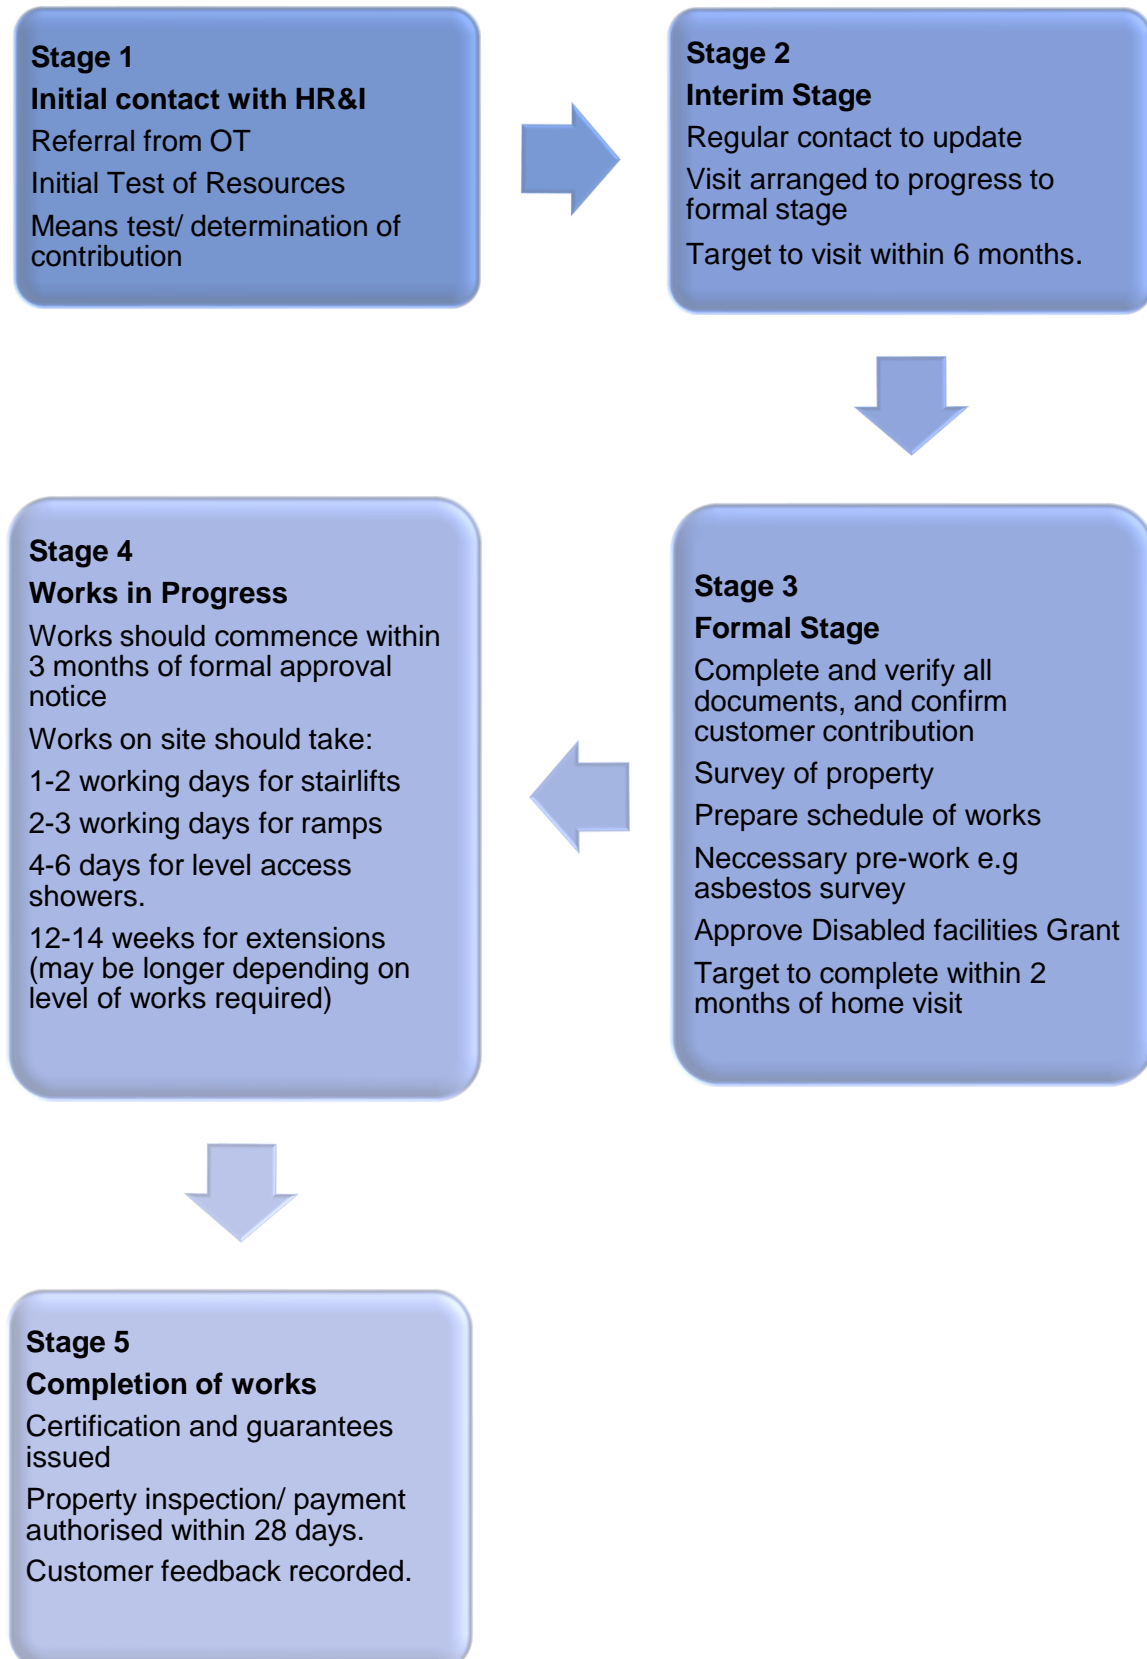 Stage 1
Initial contact with HR&I
Referral from OT
Initial Test of Resources
Means test/ determination of
contribution
Stage 2
Interim Stage
Regular contact to update
Visit arranged to progress to
formal stage
Target to visit within 6 months.
Stage 3
Formal Stage
Complete and verify all
documents, and confirm
customer contribution
Survey of property
Prepare schedule of works
Neccessary pre-work e.g
asbestos survey
Approve Disabled facilities Grant
Target to complete within 2
months of home visit
Stage 4
Works in Progress
Works should commence within
3 months of formal approval
notice
Works on site should take:
1-2 working days for stairlifts
2-3 working days for ramps
4-6 days for level access
showers.
12-14 weeks for extensions
(may be longer depending on
level of works required)
Stage 5
Completion of works
Certification and guarantees
issued
Property inspection/ payment
authorised within 28 days.
Customer feedback recorded.